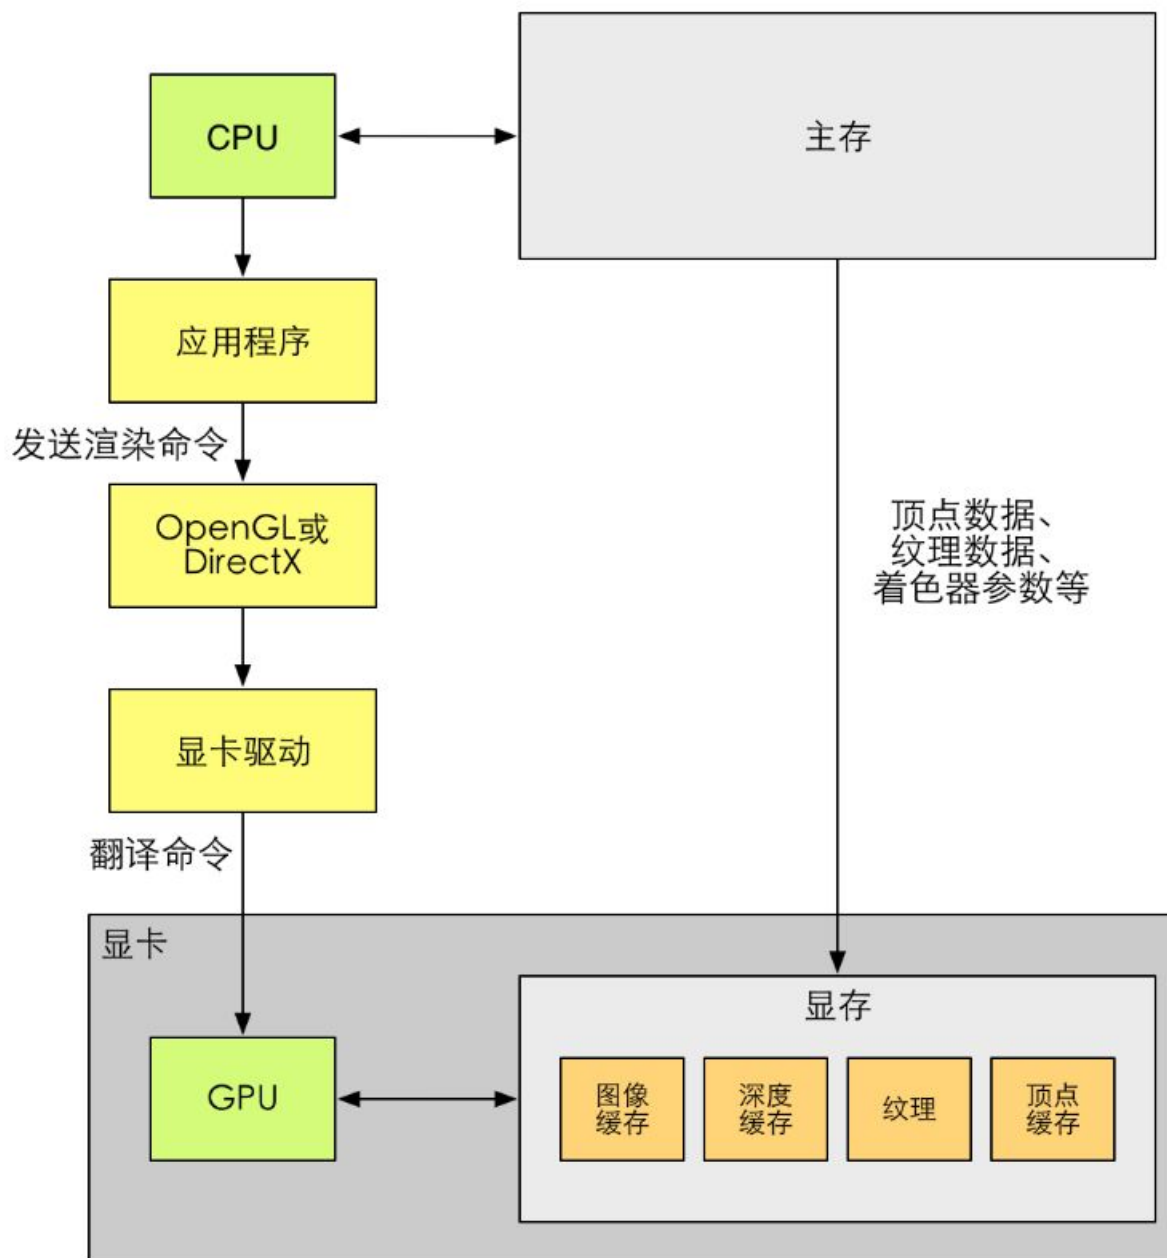 CPU
主存
应用程序
发送渲染命令
OpenGL或
DirectX
顶点数据、
纹理数据、
着色器参数等
显卡驱动
翻译命令
显卡
显存
GPU
图像
缓存
深度
缓存
纹理
顶点
缓存